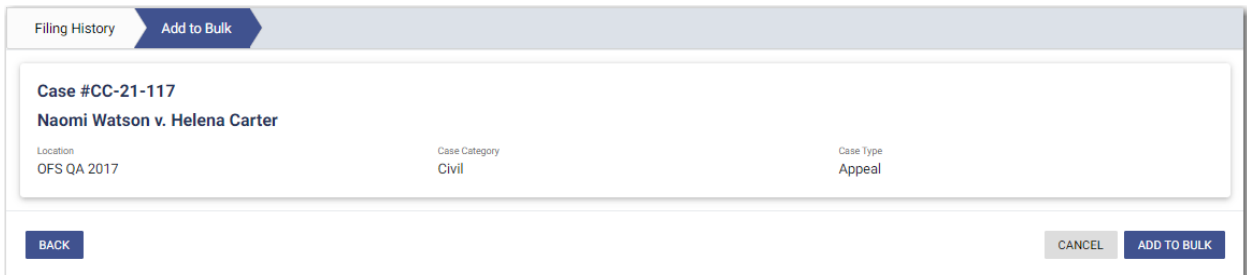 Filing History Add to Bulk
Case #CC-21-117
Naomi Watson v. Helena Carter
Location Case Category Case Type
OFS QA 2017 Civil Appeal
BACK CANCEL ADD TO BULK